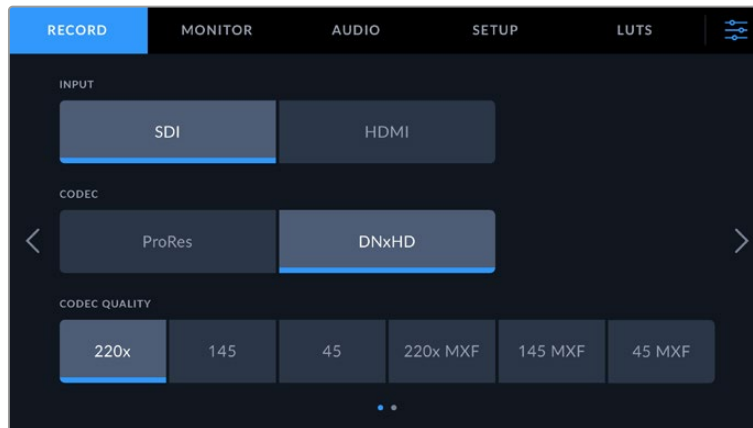 RECORD MONITOR AUDIO SETUP LUTS
INPUT
SDI HDMI
CODEC
ProRes DNxHD
CODEC QUALITY
220x 145 45 220x MXF 145 MXF 45 MXF